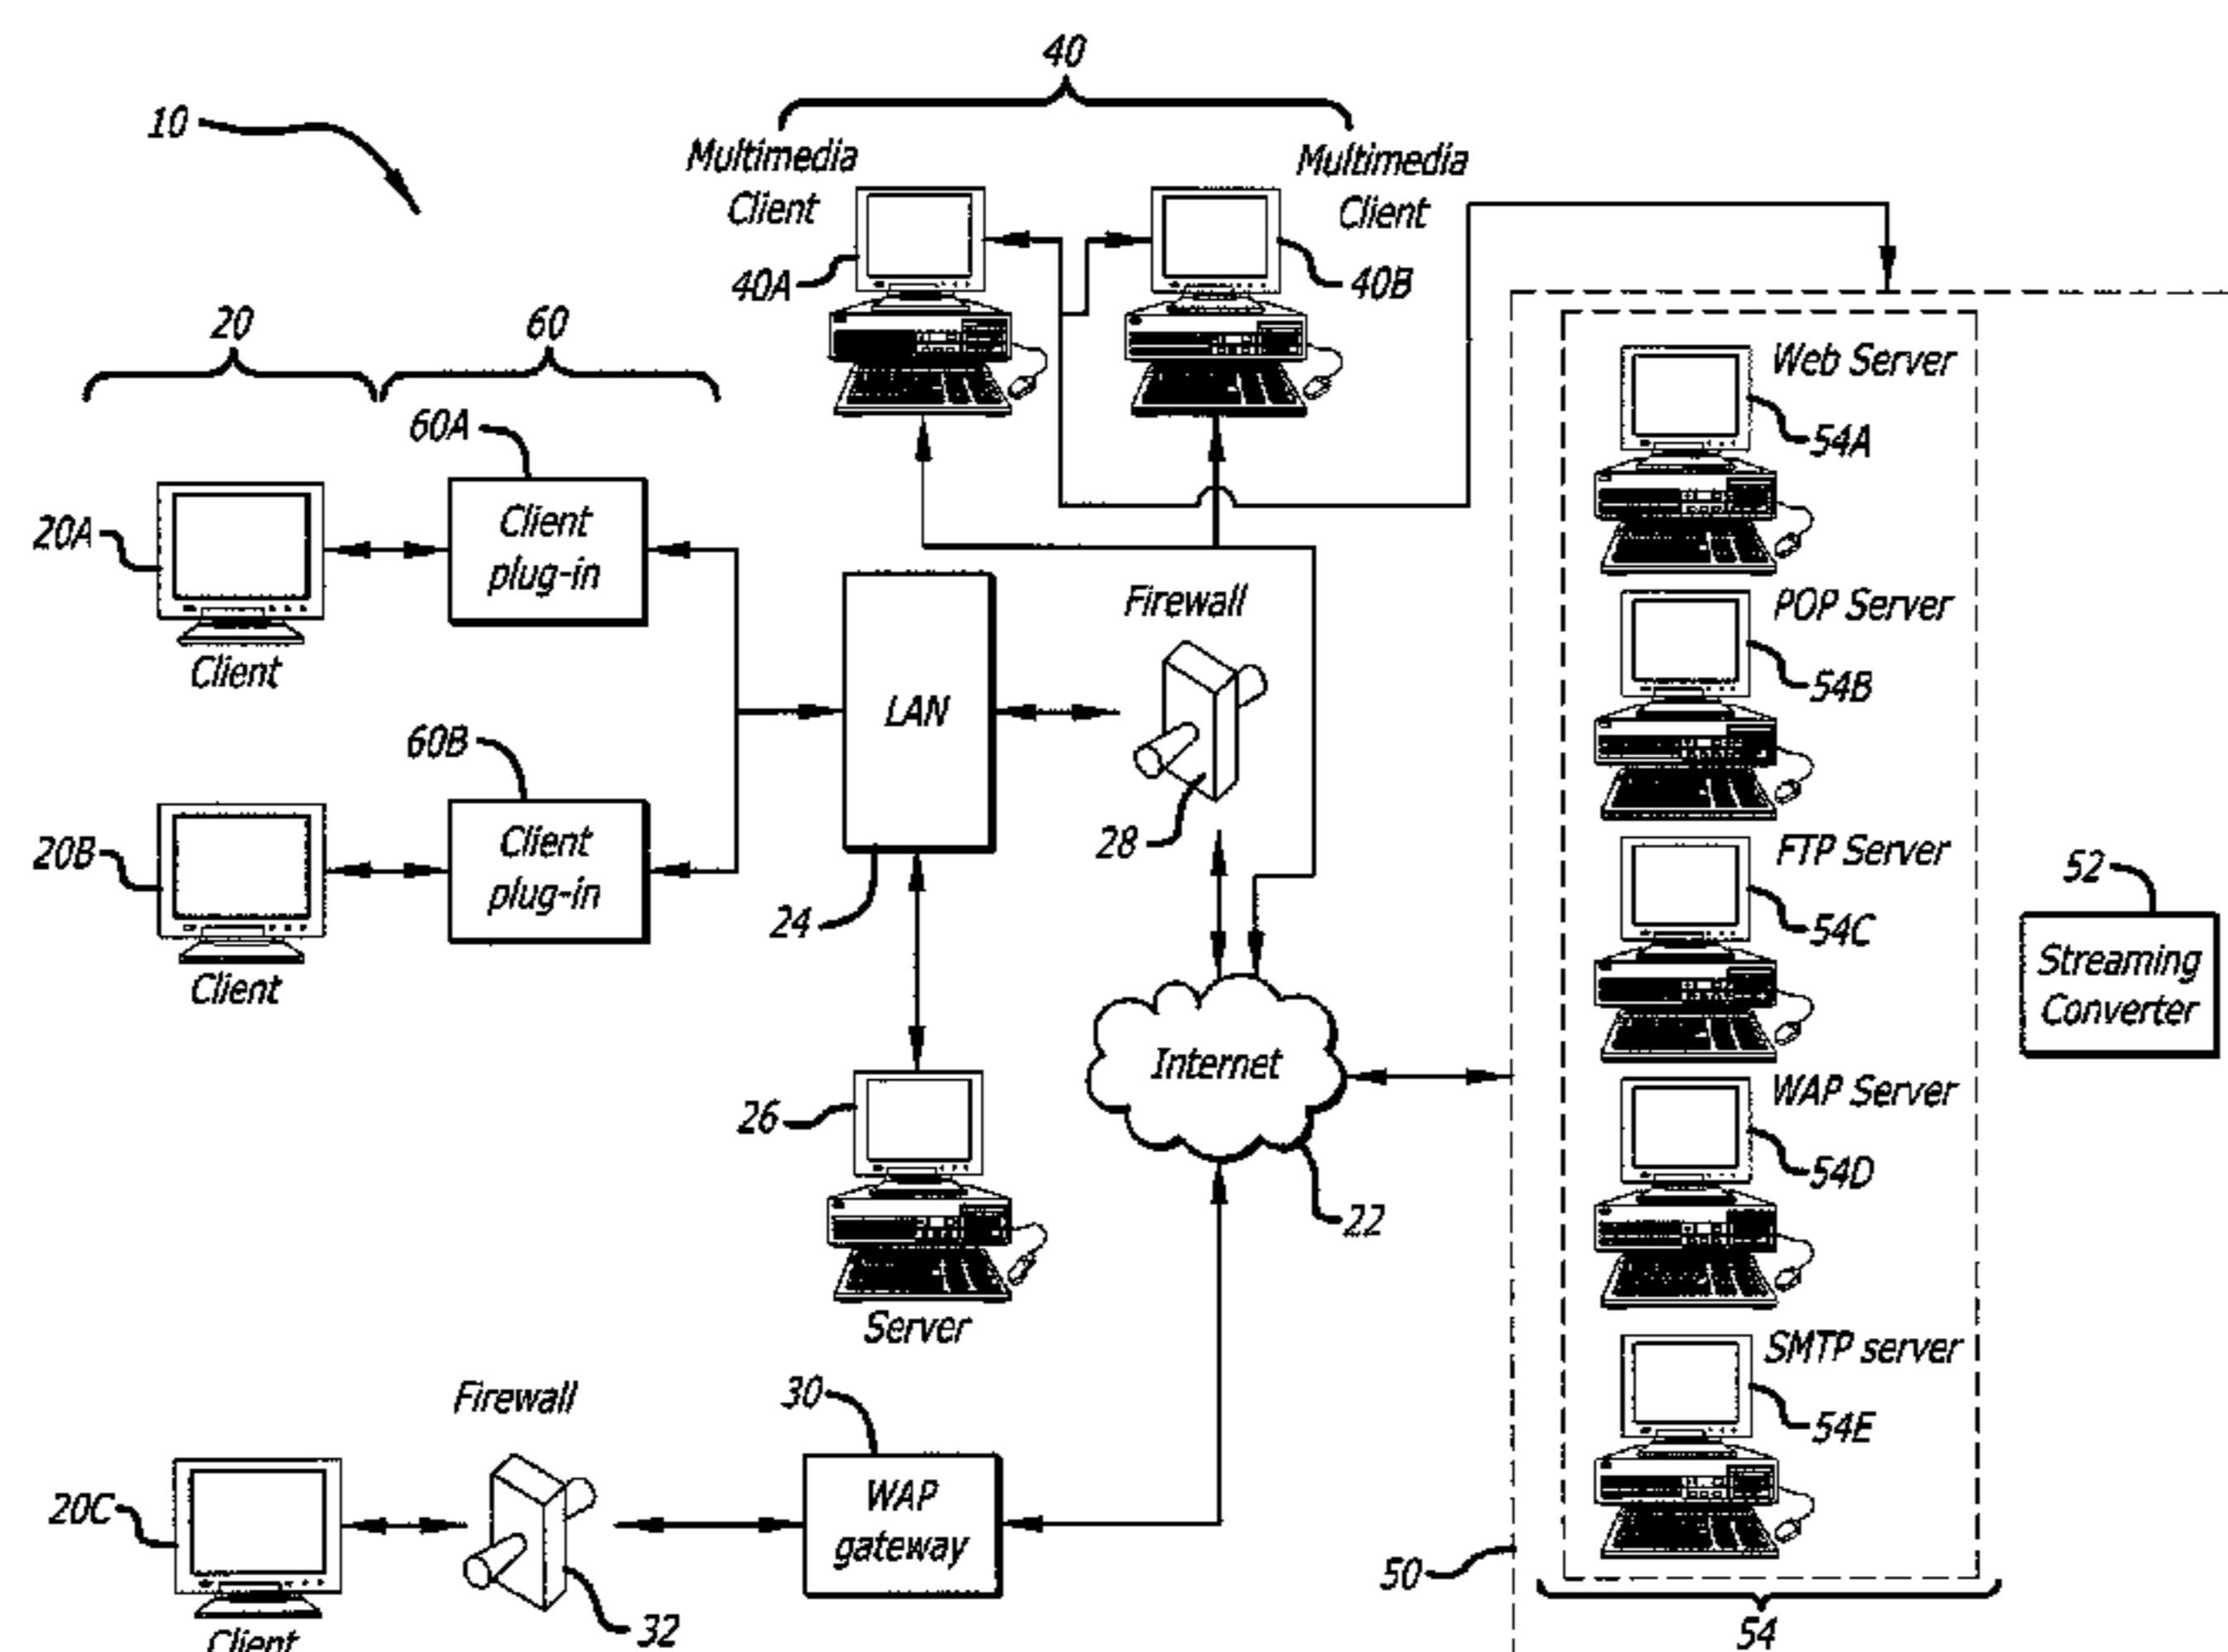 40
10
Multimedia
Client
Multimedia
Client
40A
40B
20
60
Web Server
60A
54A
20A
Client
plug-in
Client
Firewall
POP Server
LAN
54B
60B
28
20B
Client
plug-in
Client
24
FTP Server
52
54C
Streaming
Converter
Internet
26
WAP Server
54D
22
Server
SMTP server
Firewall
30
54E
20C
WAP
gateway
50
32
Client
54